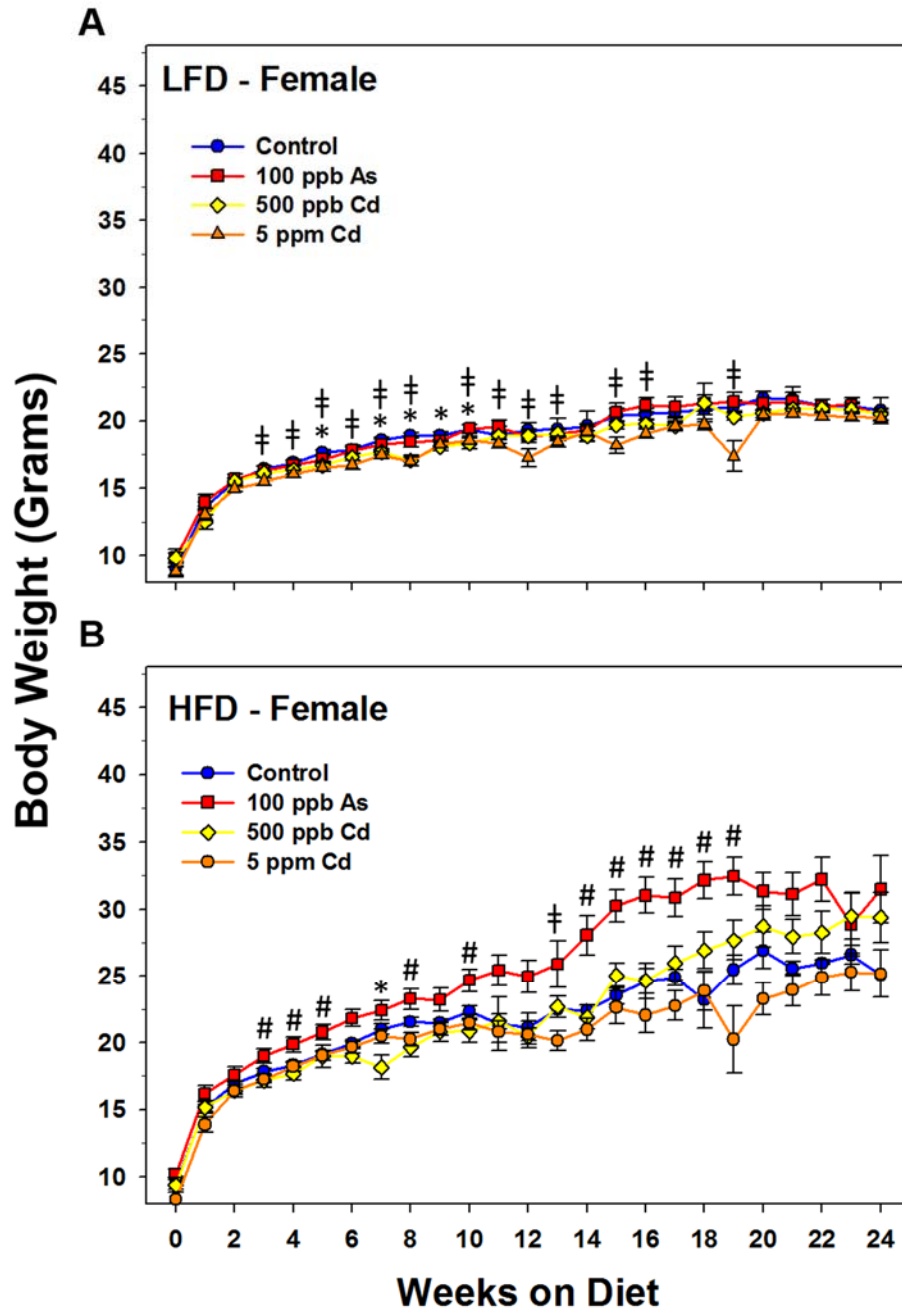 A
LFD - Female
Control
100 ppb As
500 ppb Cd
5 ppm Cd
45
40
35
30
25
20
15
10
‡ ‡ ‡ ‡ ‡ ‡ ‡ ‡ ‡ ‡ ‡ ‡ ‡
* * * * *
B
HFD - Female
Control
100 ppb As
500 ppb Cd
5 ppm Cd
45
40
35
30
25
20
15
10
# # # * # # ‡ # # # # # #
0 2 4 6 8 10 12 14 16 18 20 22 24
Body Weight (Grams)
Weeks on Diet